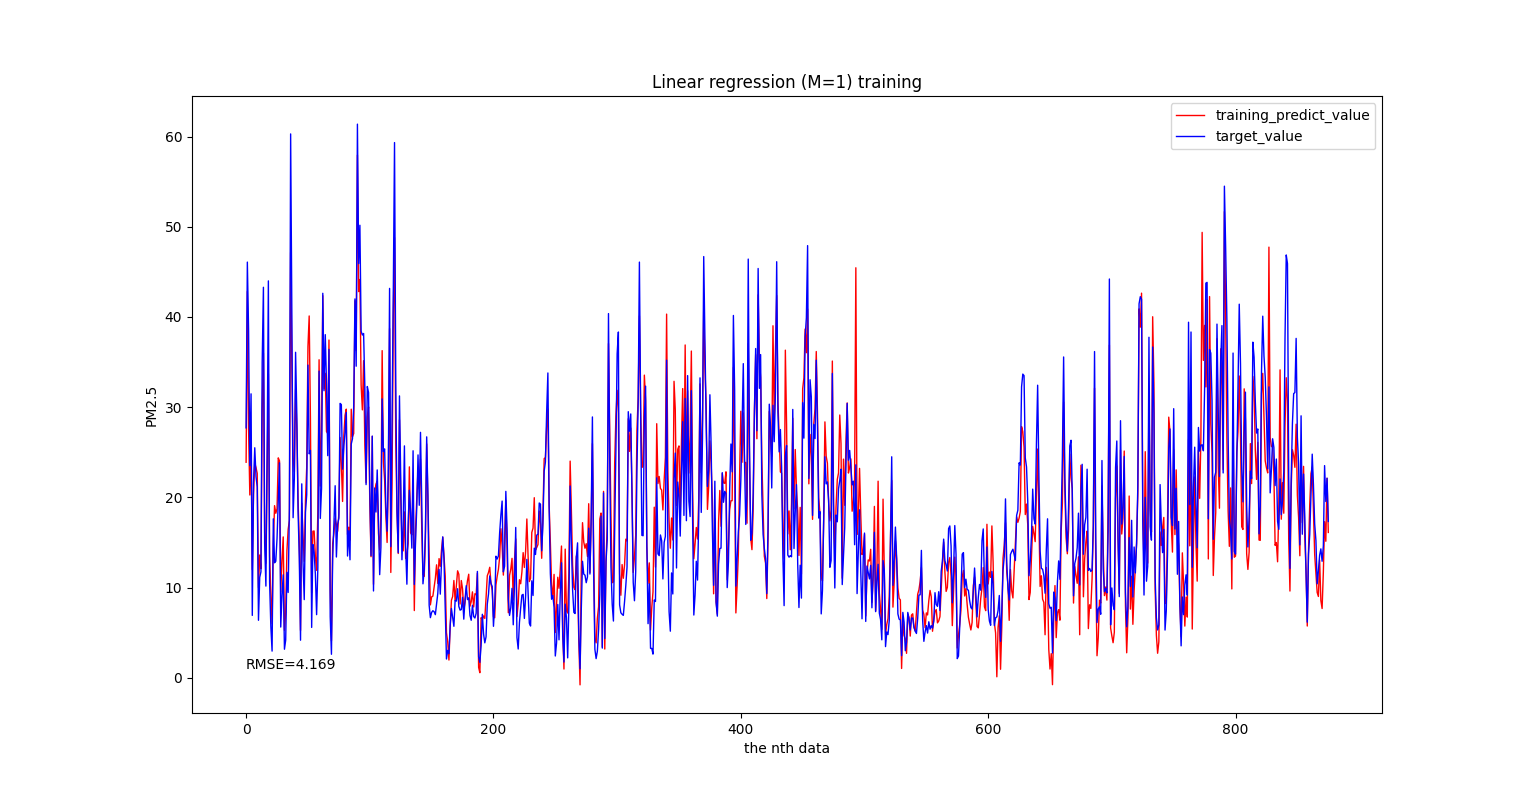 Linear regression (M=1) training
training_predict_value
target_value
PM2.5
60
50
40
30
20
10
0
RMSE=4.169
0
200
400
600
800
the nth data